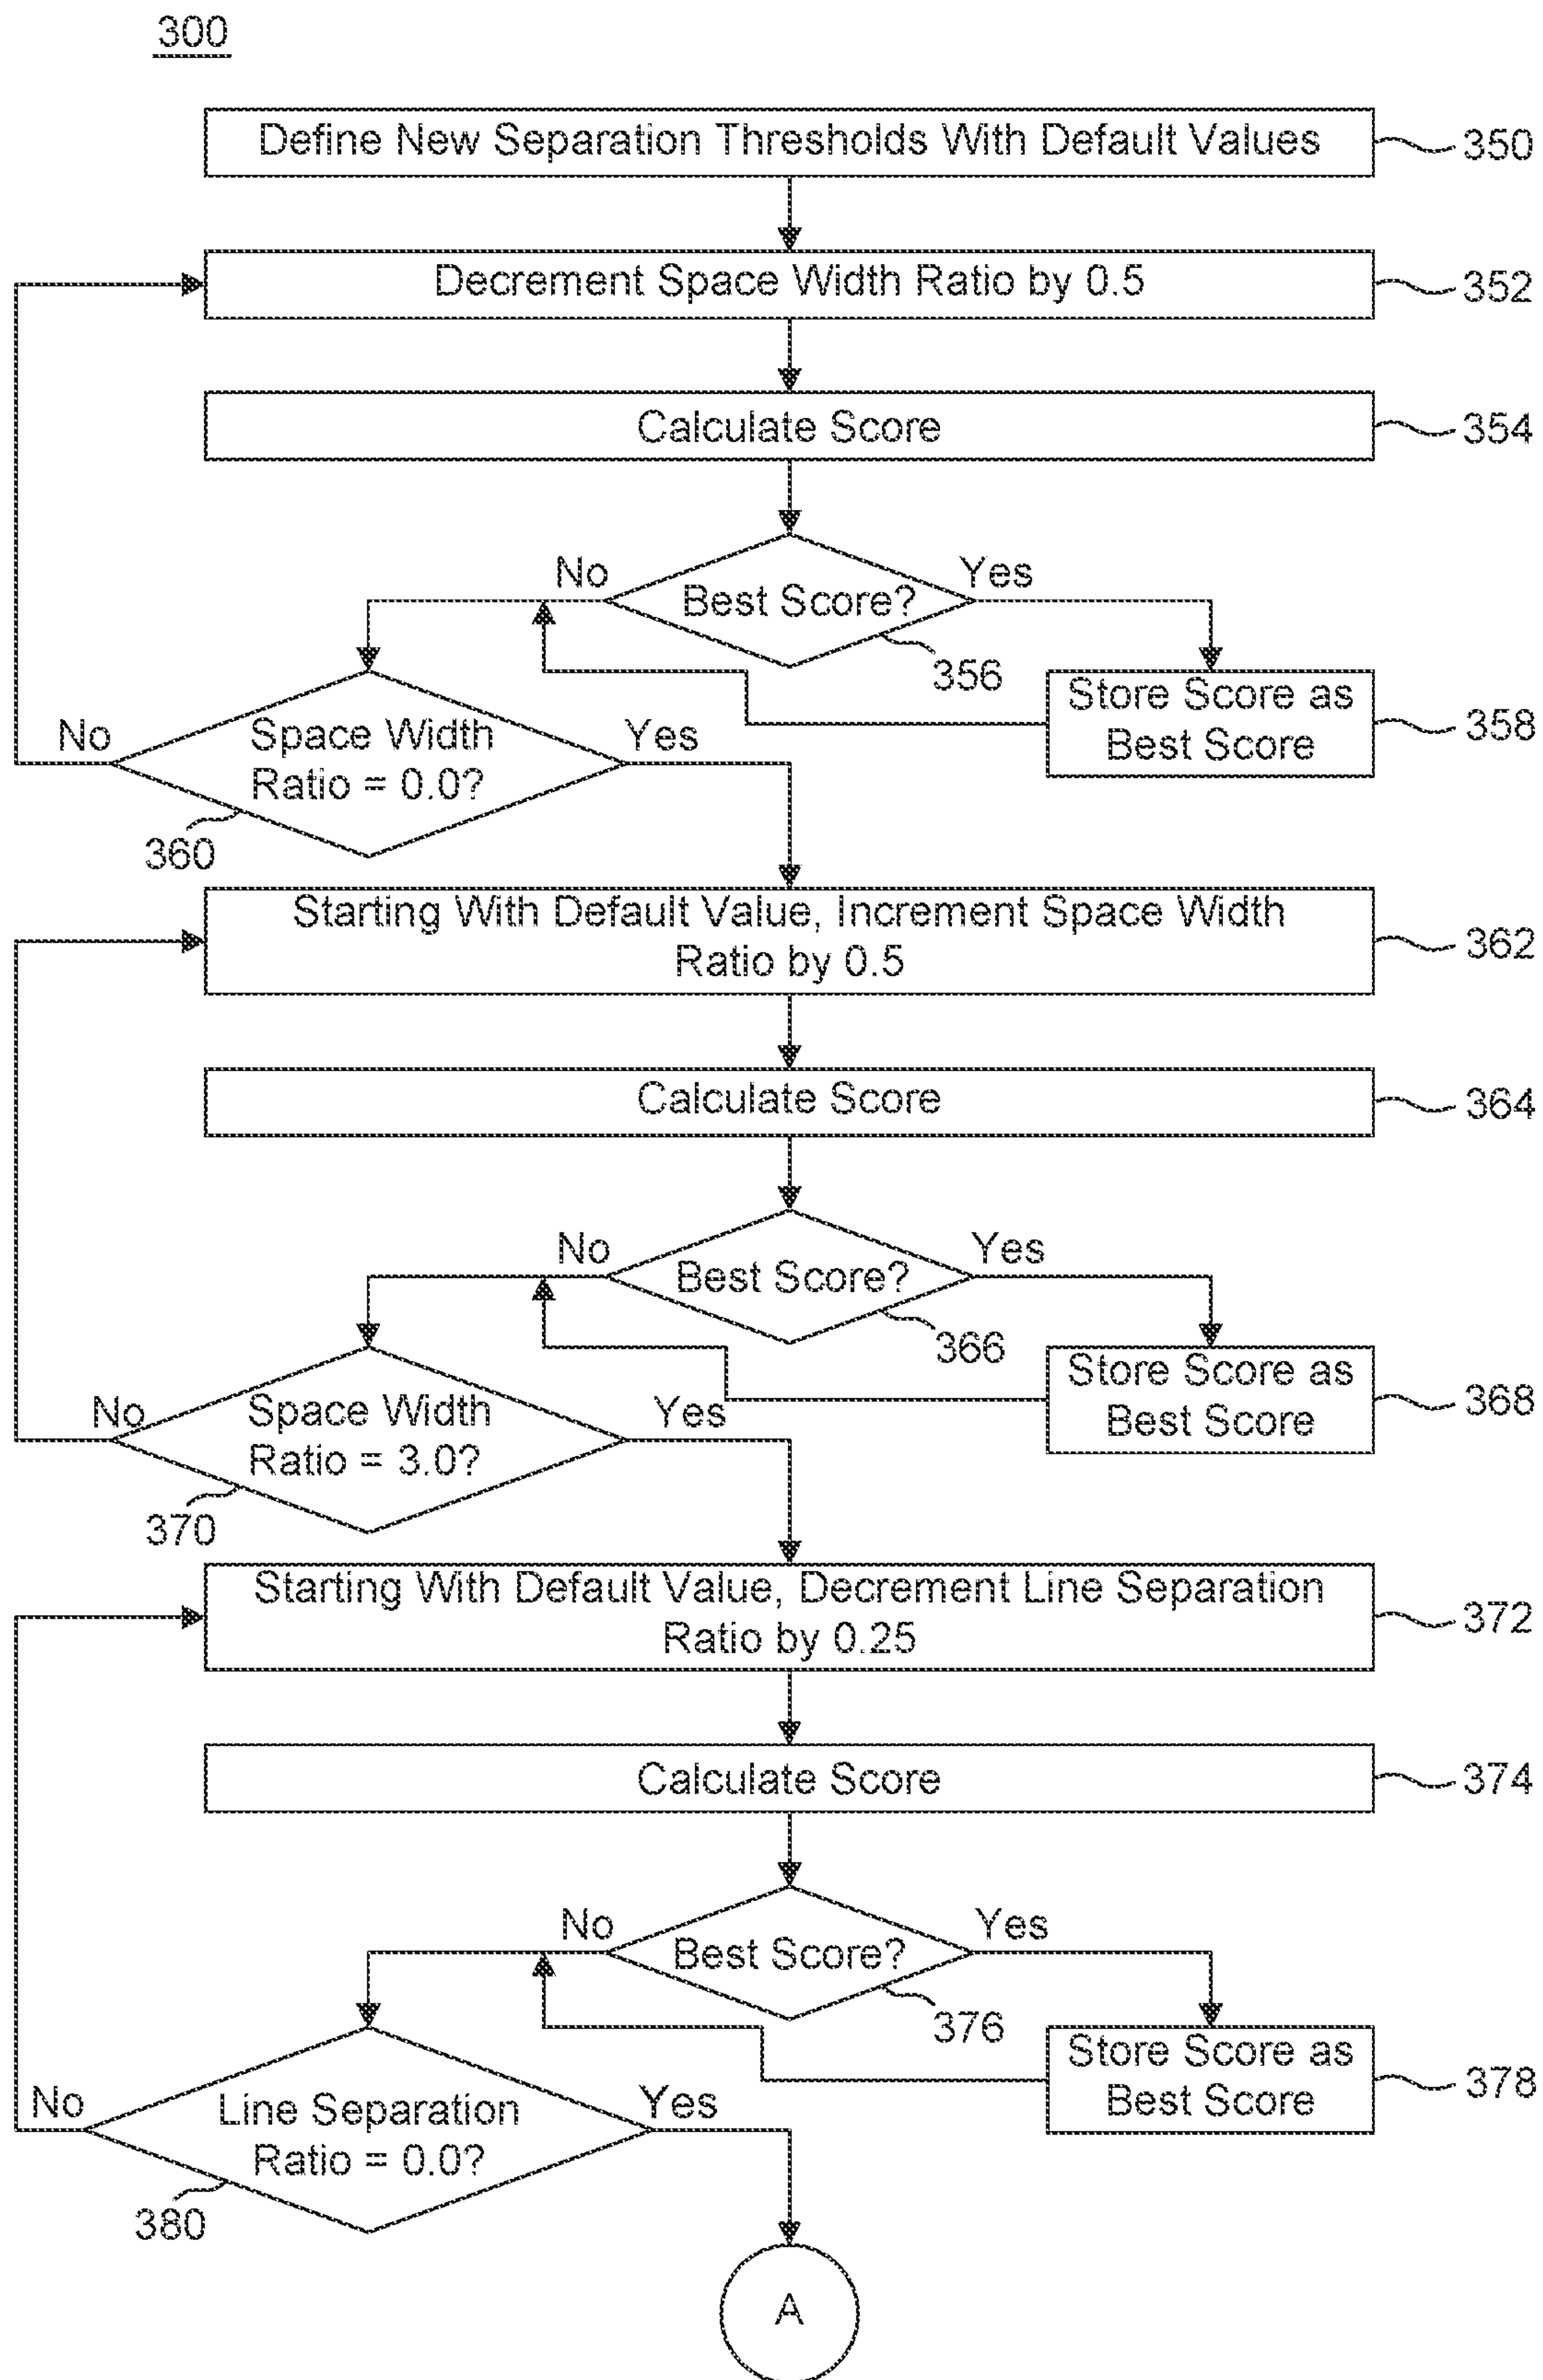 300
Define New Separation Thresholds With Default Values
350
Decrement Space Width Ratio by 0.5
352
Calculate Score
354
No
Yes
Best Score?
356
Store Score as
Best Score
358
No
Space Width
Ratio = 0.0?
Yes
360
Starting With Default Value, Increment Space Width
Ratio by 0.5
362
Calculate Score
364
No
Yes
Best Score?
366
Store Score as
Best Score
368
No
Space Width
Ratio = 3.0?
Yes
370
Starting With Default Value, Decrement Line Separation
Ratio by 0.25
372
Calculate Score
374
No
Yes
Best Score?
376
Store Score as
Best Score
378
No
Line Separation
Ratio = 0.0?
Yes
380
A